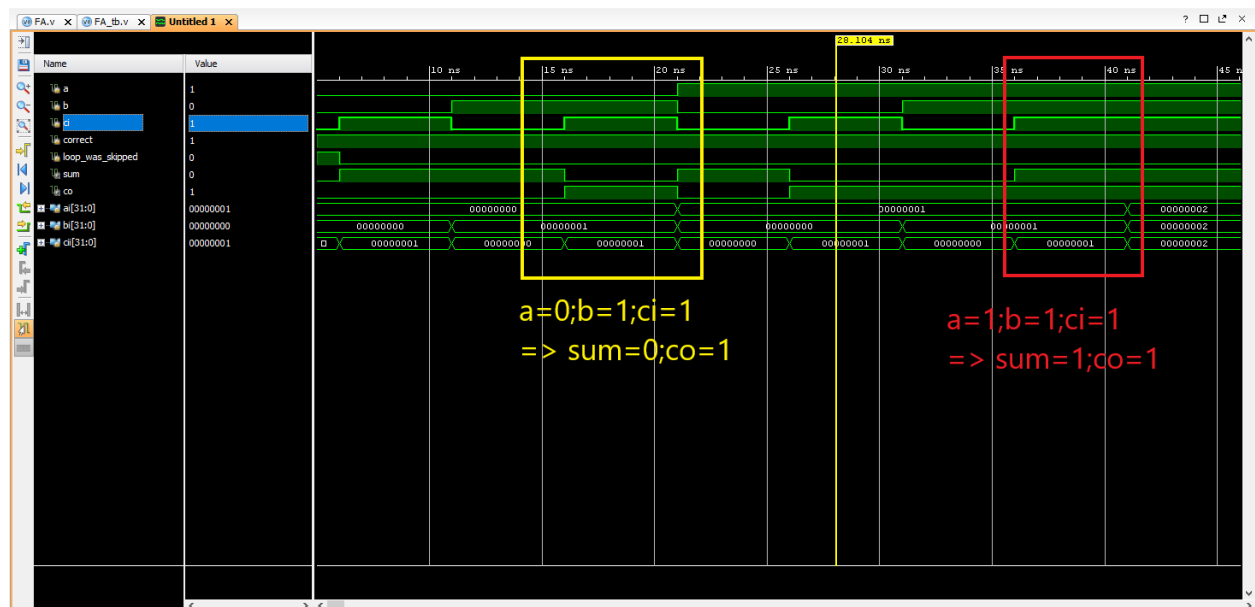 FA.v x FA_tb.v x Untitled 1 x
28.104 ns
Name Value
10 ns 15 ns 20 ns 25 ns 30 ns 35 ns 40 ns 45 n
a 1
b 0
ci 1
correct 1
loop_was_skipped 0
sum 0
co 1
ai[31:0] 00000001 00000000 00000001 00000002
bi[31:0] 00000000 00000000 00000001 00000000 00000001 00000002
cii[31:0] 00000001 00000001 00000000 00000001 00000000 00000001 00000000 00000001 00000002
a=0;b=1;ci=1
=> sum=0;co=1
a=1;b=1;ci=1
=> sum=1;co=1